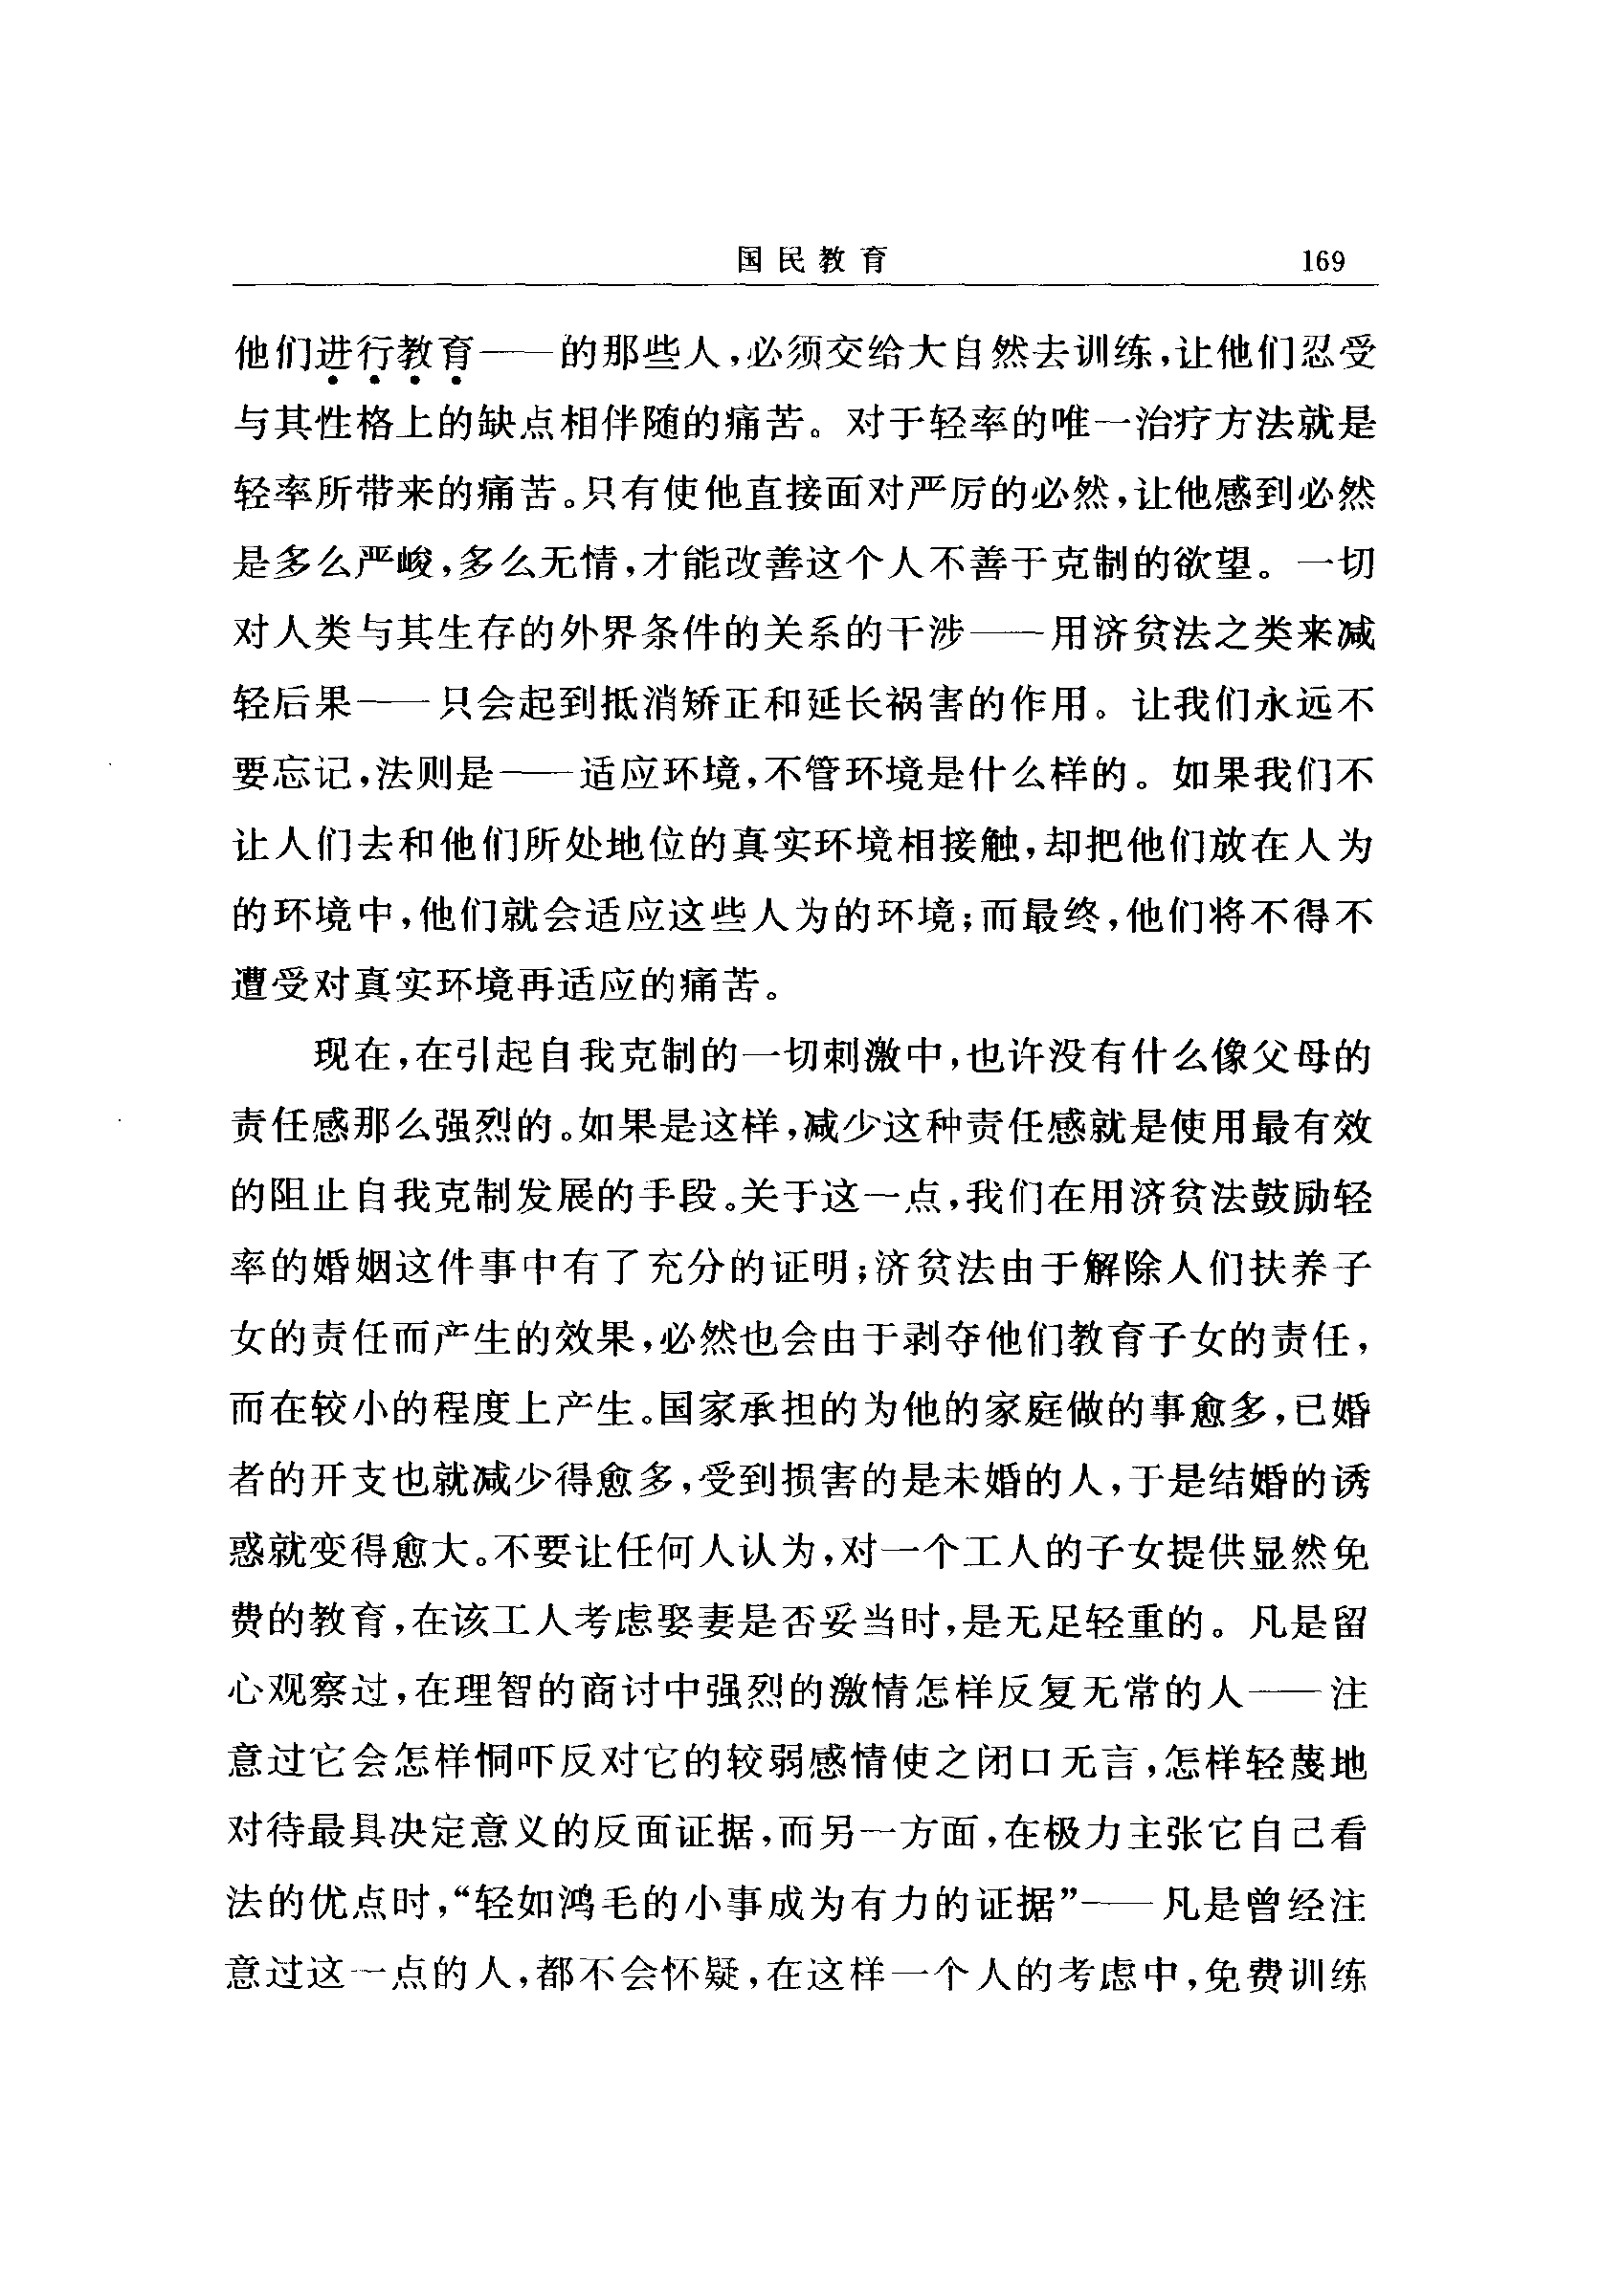 国民教育 169
他们进行教育——的那些人，必须交给大自然去训练，让他们忍受
与其性格上的缺点相伴随的痛苦。对于轻率的唯一治疗方法就是
轻率所带来的痛苦。只有使他直接面对严厉的必然，让他感到必然
是多么严峻，多么无情，才能改善这个人不善于克制的欲望。一切
对人类与其生存的外界条件的关系的干涉——用济贫法之类来减
轻后果——只会起到抵消矫正和延长祸害的作用。让我们永远不
要忘记，法则是——适应环境，不管环境是什么样的。如果我们不
让人们去和他们所处地位的真实环境相接触，却把他们放在人为
的环境中，他们就会适应这些人为的环境；而最终，他们将不得不
遭受对真实环境再适应的痛苦。
现在，在引起自我克制的一切刺激中，也许没有什么像父母的
责任感那么强烈的。如果是这样，减少这种责任感就是使用最有效
的阻止自我克制发展的手段。关于这一点，我们在用济贫法鼓励轻
率的婚姻这件事中有了充分的证明；济贫法由于解除人们扶养子
女的责任而产生的效果，必然也会由于剥夺他们教育子女的责任，
而在较小的程度上产生。国家承担的为他的家庭做的事愈多，已婚
者的开支也就减少得愈多，受到损害的是未婚的人，于是结婚的诱
惑就变得愈大。不要让任何人认为，对一个工人的子女提供显然免
费的教育，在该工人考虑娶妻是否妥当时，是无足轻重的。凡是留
心观察过，在理智的商讨中强烈的激情怎样反复无常的人——注
意过它会怎样恫吓反对它的较弱感情使之闭口无言，怎样轻蔑地
对待最具决定意义的反面证据，而另一方面，在极力主张它自己看
法的优点时，“轻如鸿毛的小事成为有力的证据”——凡是曾经注
意过这一点的人，都不会怀疑，在这样一个人的考虑中，免费训练